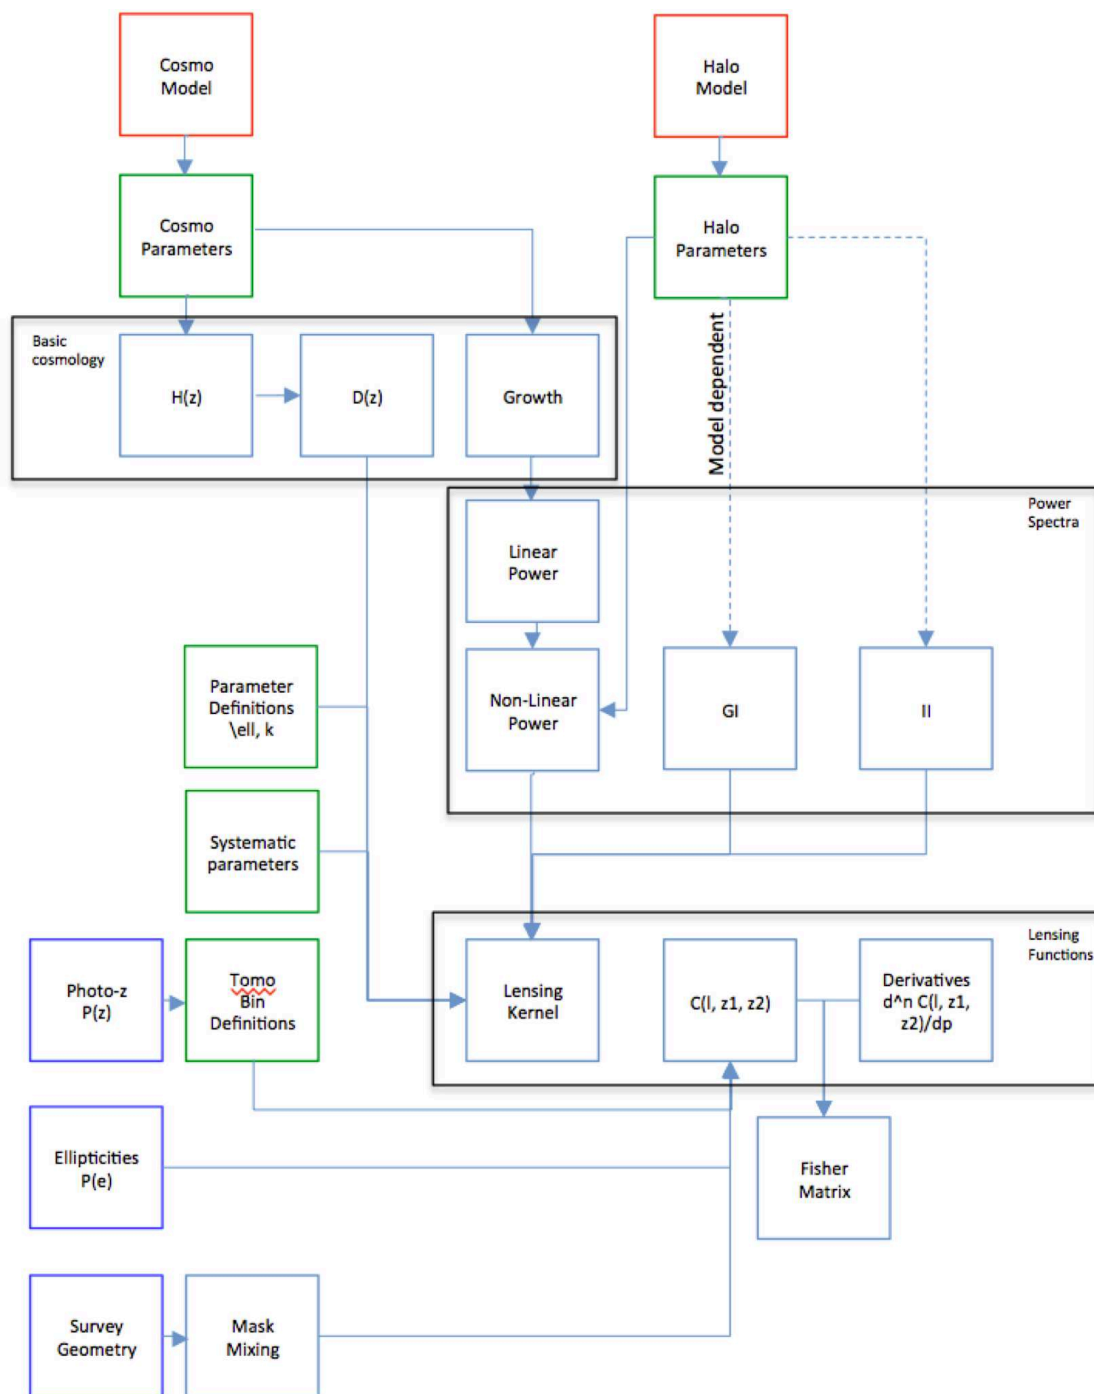 Cosmo
Model
Halo
Model
Cosmo
Parameters
Halo
Parameters
Basic
cosmology
H(z)
D(z)
Growth
Model dependent
Power
Spectra
Linear
Power
Parameter
Definitions
\ell, k
Non-Linear
Power
GI
II
Systematic
parameters
Lensing
Functions
Photo-z
P(z)
Tomo
Bin
Definitions
Lensing
Kernel
C(l, z1, z2)
Derivatives
d^n C(l, z1,
z2)/dp
Ellipticities
P(e)
Fisher
Matrix
Survey
Geometry
Mask
Mixing